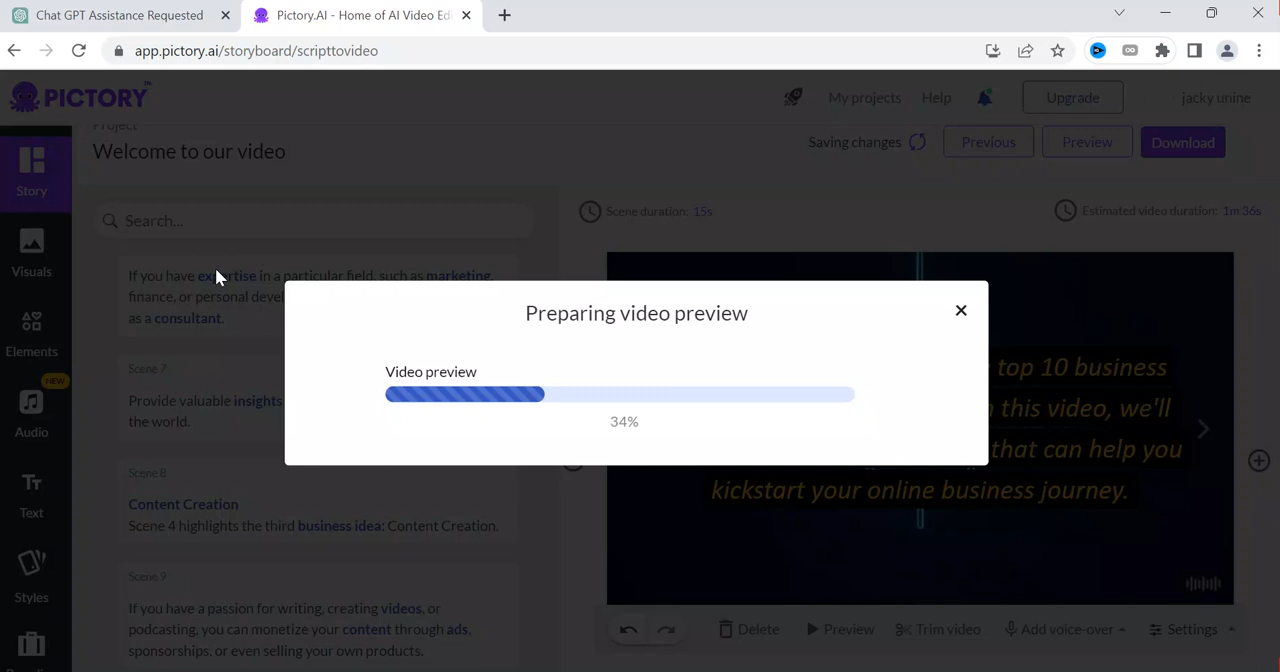 Chat GPT Assistance Requested
Pictory.AI - Home of AI Video Edi
app.pictory.ai/storyboard/scripttovideo
PICTORY™
My projects
Help
Upgrade
jacky unine
Project
Welcome to our video
Saving changes
Previous
Preview
Download
Story
Visuals
Elements
NEW
Audio
Text
Styles
Search...
If you have expertise in a particular field, such as marketing,
finance, or personal devel
as a consultant.
Scene 7
Provide valuable insights
the world.
Scene 8
Content Creation
Scene 4 highlights the third business idea: Content Creation.
Scene 9
If you have a passion for writing, creating videos, or
podcasting, you can monetize your content through ads,
sponsorships, or even selling your own products.
Scene duration: 15s
Estimated video duration: 1m 36s
Preparing video preview
Video preview
34%
top 10 business
this video, we'll
that can help you
kickstart your online business journey.
Delete
Preview
Trim video
Add voice-over
Settings